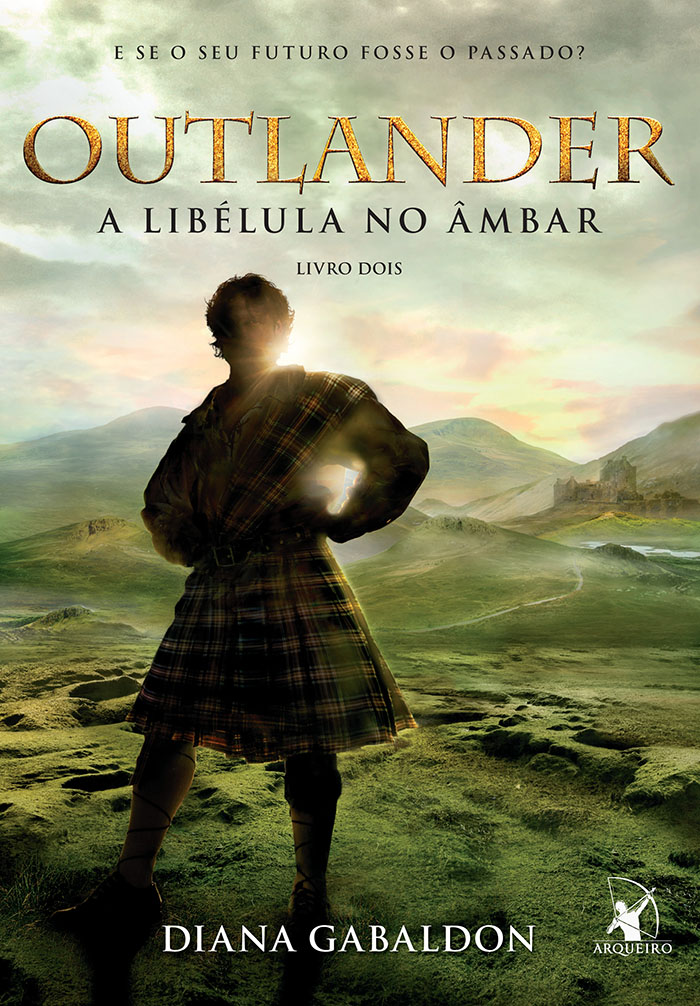 E SE O SEU FUTURO FOSSE O PASSADO?
OUTLANDER
A LIBÉLULA NO ÂMBAR
LIVRO DOIS
DIANA GABALDON
ARQUEIRO